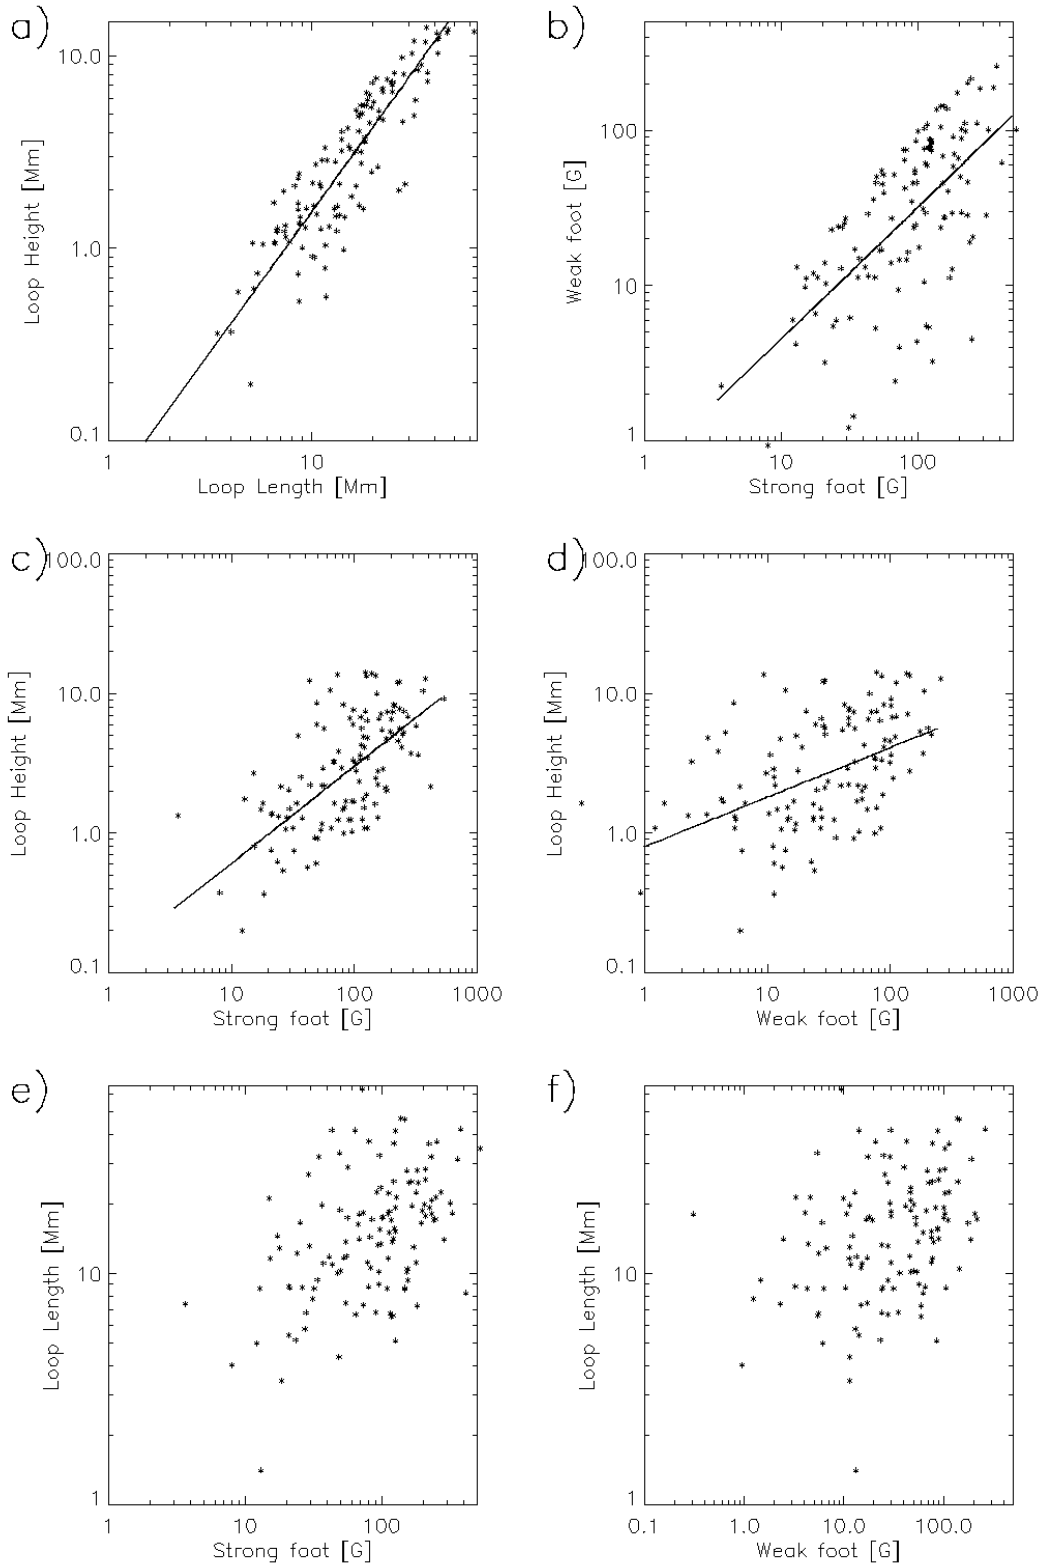 a)
10.0
1.0
0.1
Loop Height [Mm]
1
10
Loop Length [Mm]
b)
100
10
1
Weak foot [G]
1
10
100
Strong foot [G]
c)
100.0
10.0
1.0
0.1
Loop Height [Mm]
1
10
100
1000
Strong foot [G]
d)
100.0
10.0
1.0
0.1
Loop Height [Mm]
1
10
100
1000
Weak foot [G]
e)
10
1
Loop Length [Mm]
1
10
100
Strong foot [G]
f)
10
1
Loop Length [Mm]
0.1
1.0
10.0
100.0
Weak foot [G]